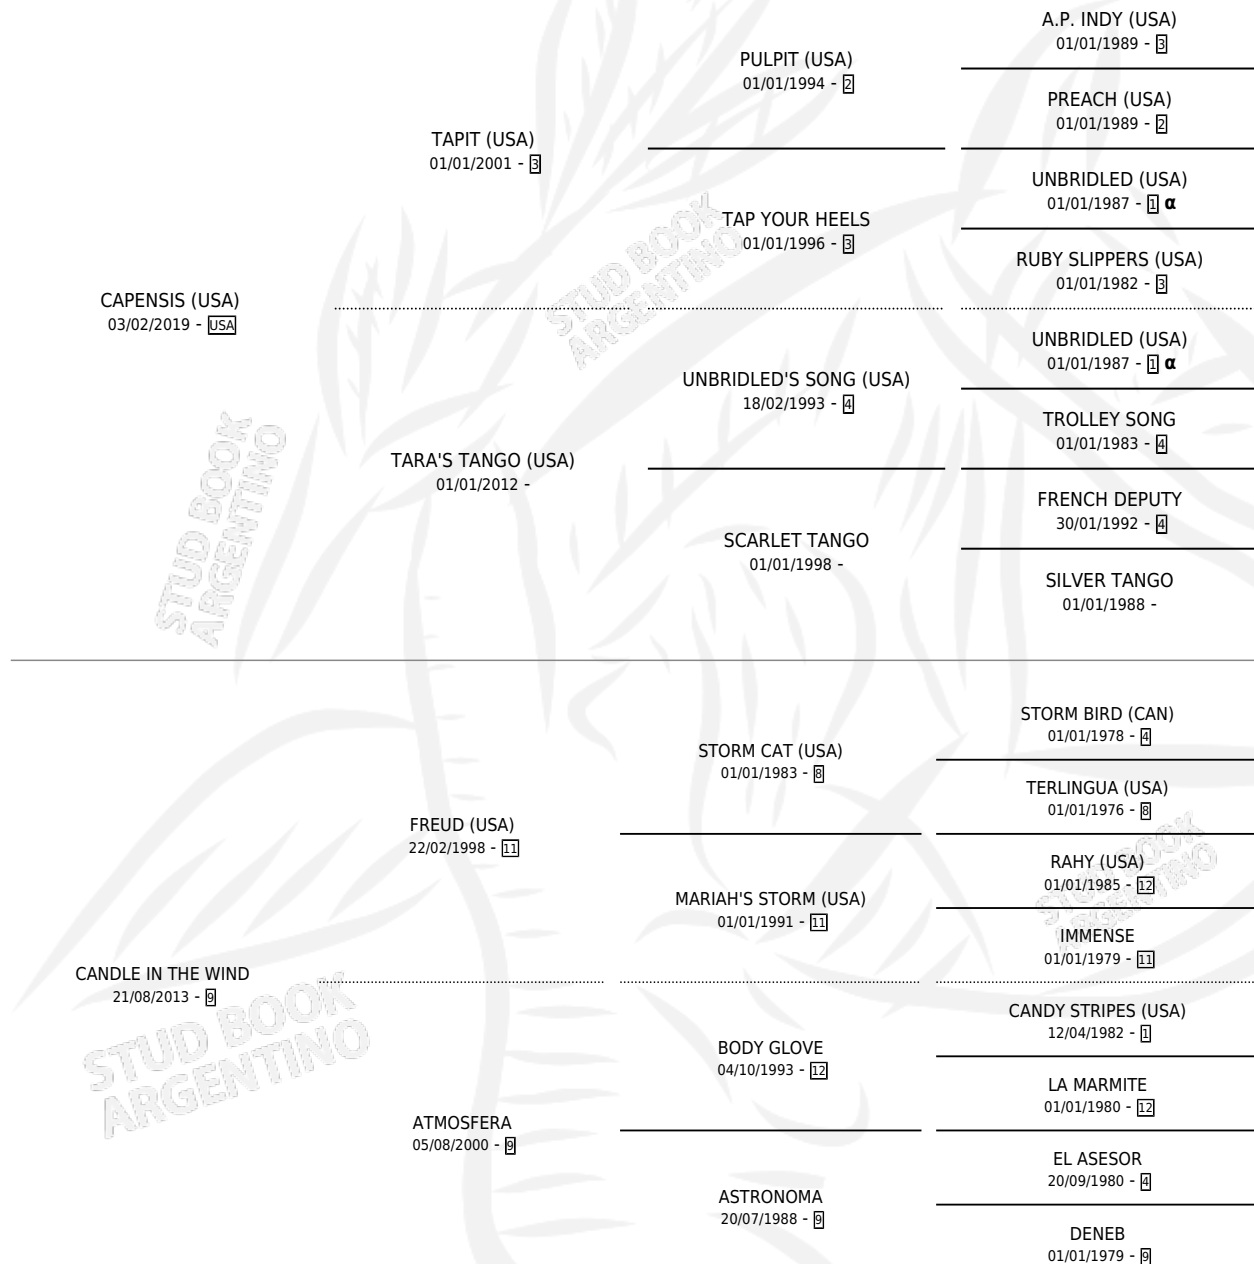 A.P. INDY (USA)
01/01/1989 - 3
PULPIT (USA)
01/01/1994 - 2
PREACH (USA)
01/01/1989 - 2
TAPIT (USA)
01/01/2001 - 3
UNBRIDLED (USA)
01/01/1987 - 1 α
TAP YOUR HEELS
01/01/1996 - 3
RUBY SLIPPERS (USA)
01/01/1982 - 3
CAPENSIS (USA)
03/02/2019 - USA
UNBRIDLED (USA)
01/01/1987 - 1 α
UNBRIDLED'S SONG (USA)
18/02/1993 - 4
TROLLEY SONG
01/01/1983 - 4
TARA'S TANGO (USA)
01/01/2012 -
FRENCH DEPUTY
30/01/1992 - 4
SCARLET TANGO
01/01/1998 -
SILVER TANGO
01/01/1988 -
STORM BIRD (CAN)
01/01/1978 - 4
STORM CAT (USA)
01/01/1983 - 8
TERLINGUA (USA)
01/01/1976 - 8
FREUD (USA)
22/02/1998 - 11
RAHY (USA)
01/01/1985 - 12
MARIAH'S STORM (USA)
01/01/1991 - 11
IMMENSE
01/01/1979 - 11
CANDLE IN THE WIND
21/08/2013 - 9
CANDY STRIPES (USA)
12/04/1982 - 1
BODY GLOVE
04/10/1993 - 12
LA MARMITE
01/01/1980 - 12
ATMOSFERA
05/08/2000 - 9
EL ASESOR
20/09/1980 - 4
ASTRONOMA
20/07/1988 - 9
DENEB
01/01/1979 - 9
STUD BOOK
ARGENTINO
STUD BOOK
ARGENTINO
STUD BOOK
ARGENTINO
STUD BOOK
ARGENTINO